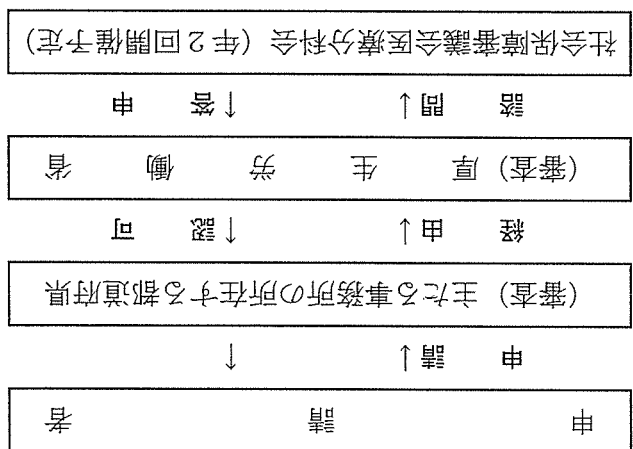 申 請 者
申 請↓ ↑
（審査）主たる事務所の所在する都道府県
経 由↓ ↑認 可
（審査）厚 生 労 働 省
諮 問↓ ↑答 申
社会保障審議会医療分科会（年２回開催予定）